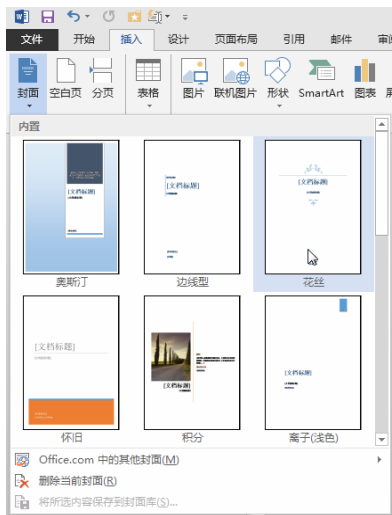 文件 开始 插入 设计 页面布局 引用 邮件
封面 空白页 分页 表格 图片 联机图片 形状 SmartArt 图表
内置
[文档标题] [文档标题] [文档标题]
奥斯汀 边线型 花丝
[文档标题] [文档标题] [文档标题]
怀旧 积分 离子(浅色)
Office.com 中的其他封面(M)
删除当前封面(R)
将所选内容保存到封面库(S)...